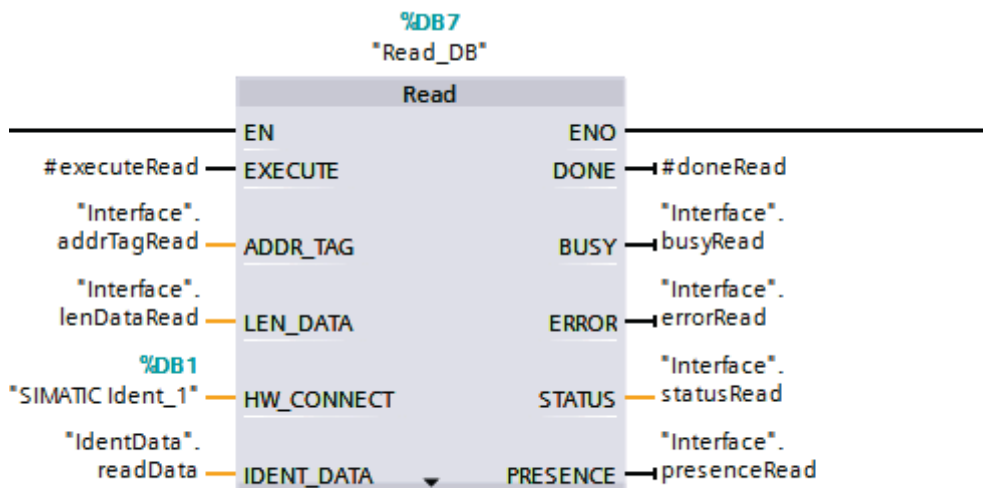 %DB7
"Read_DB"
Read
EN ENO
#executeRead EXECUTE DONE #doneRead
"Interface". "Interface".
addrTagRead ADDR_TAG BUSY busyRead
"Interface". "Interface".
lenDataRead LEN_DATA ERROR errorRead
%DB1 "Interface".
"SIMATIC Ident_1" HW_CONNECT STATUS statusRead
"IdentData". "Interface".
readData IDENT_DATA PRESENCE presenceRead